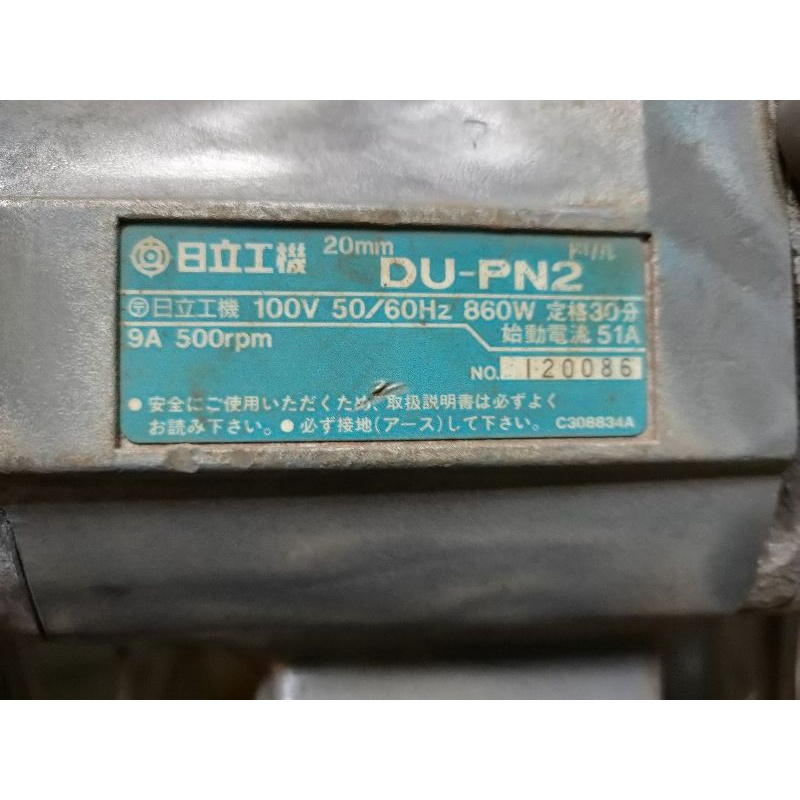 日立工機 20mm DU-PN2 ドリル
〒日立工機 100V 50/60Hz 860W 定格30分
9A 500rpm 始動電流 51A
NO. 120086
● 安全にご使用いただくため、取扱説明書は必ずよく
お読み下さい。● 必ず接地(アース)して下さい。 C308834A